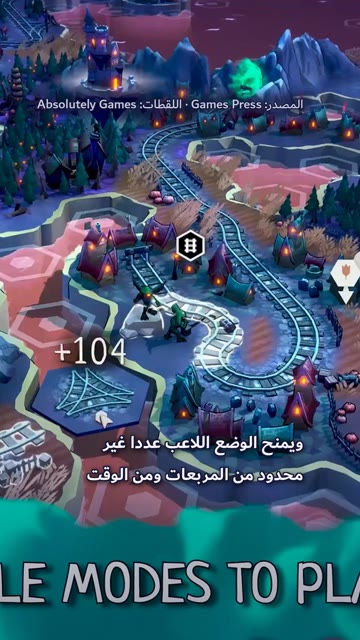 المصدر: Games Press · اللقطات: Absolutely Games
+104
ويمنح الوضع اللاعب عددا غير
محدود من المربعات ومن الوقت
LE MODES TO PLA